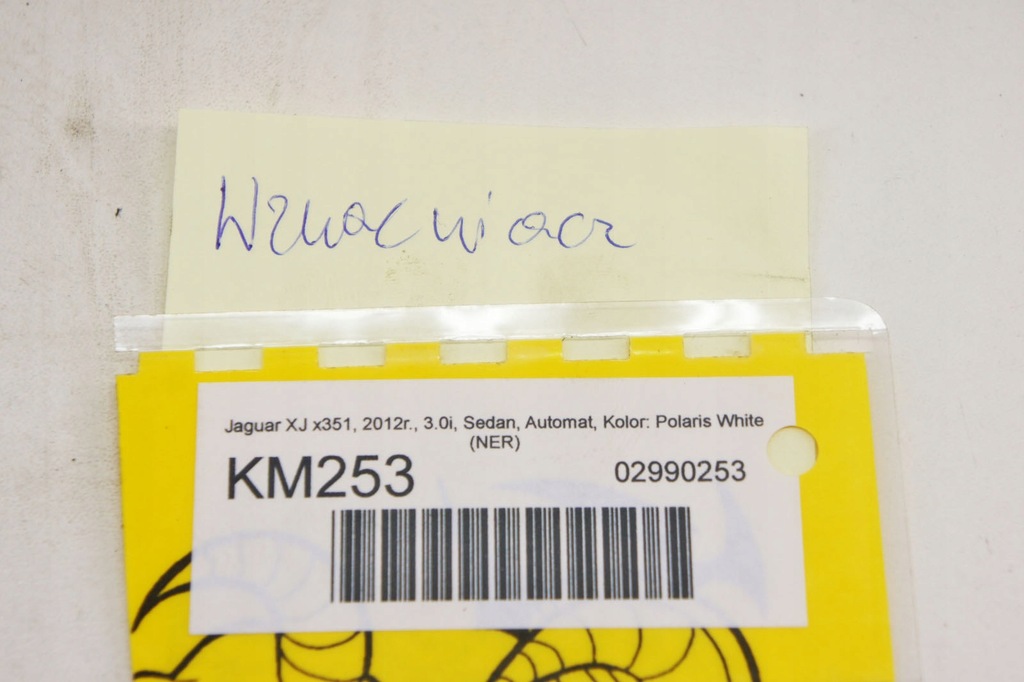 Wzmacniacz
Jaguar XJ x351, 2012r., 3.0i, Sedan, Automat, Kolor: Polaris White
(NER)
KM253
02990253